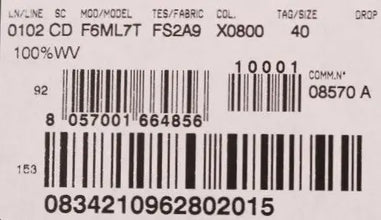 LN/LINE SC MOD/MODEL TES/FABRIC COL. TAG/SIZE DROP
0102 CD F6ML7T FS2A9 X0800 40
100%WV
10001
COMM.N°
92
08570 A
8 057001 664856
153
0834210962802015